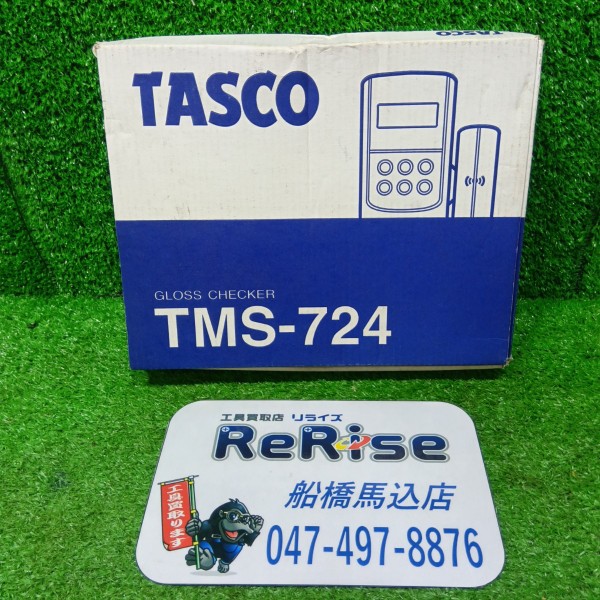 TASCO
GLOSS CHECKER
TMS-724
工具買取店 リライズ
ReRise
船橋馬込店
工具買取ります
047-497-8876